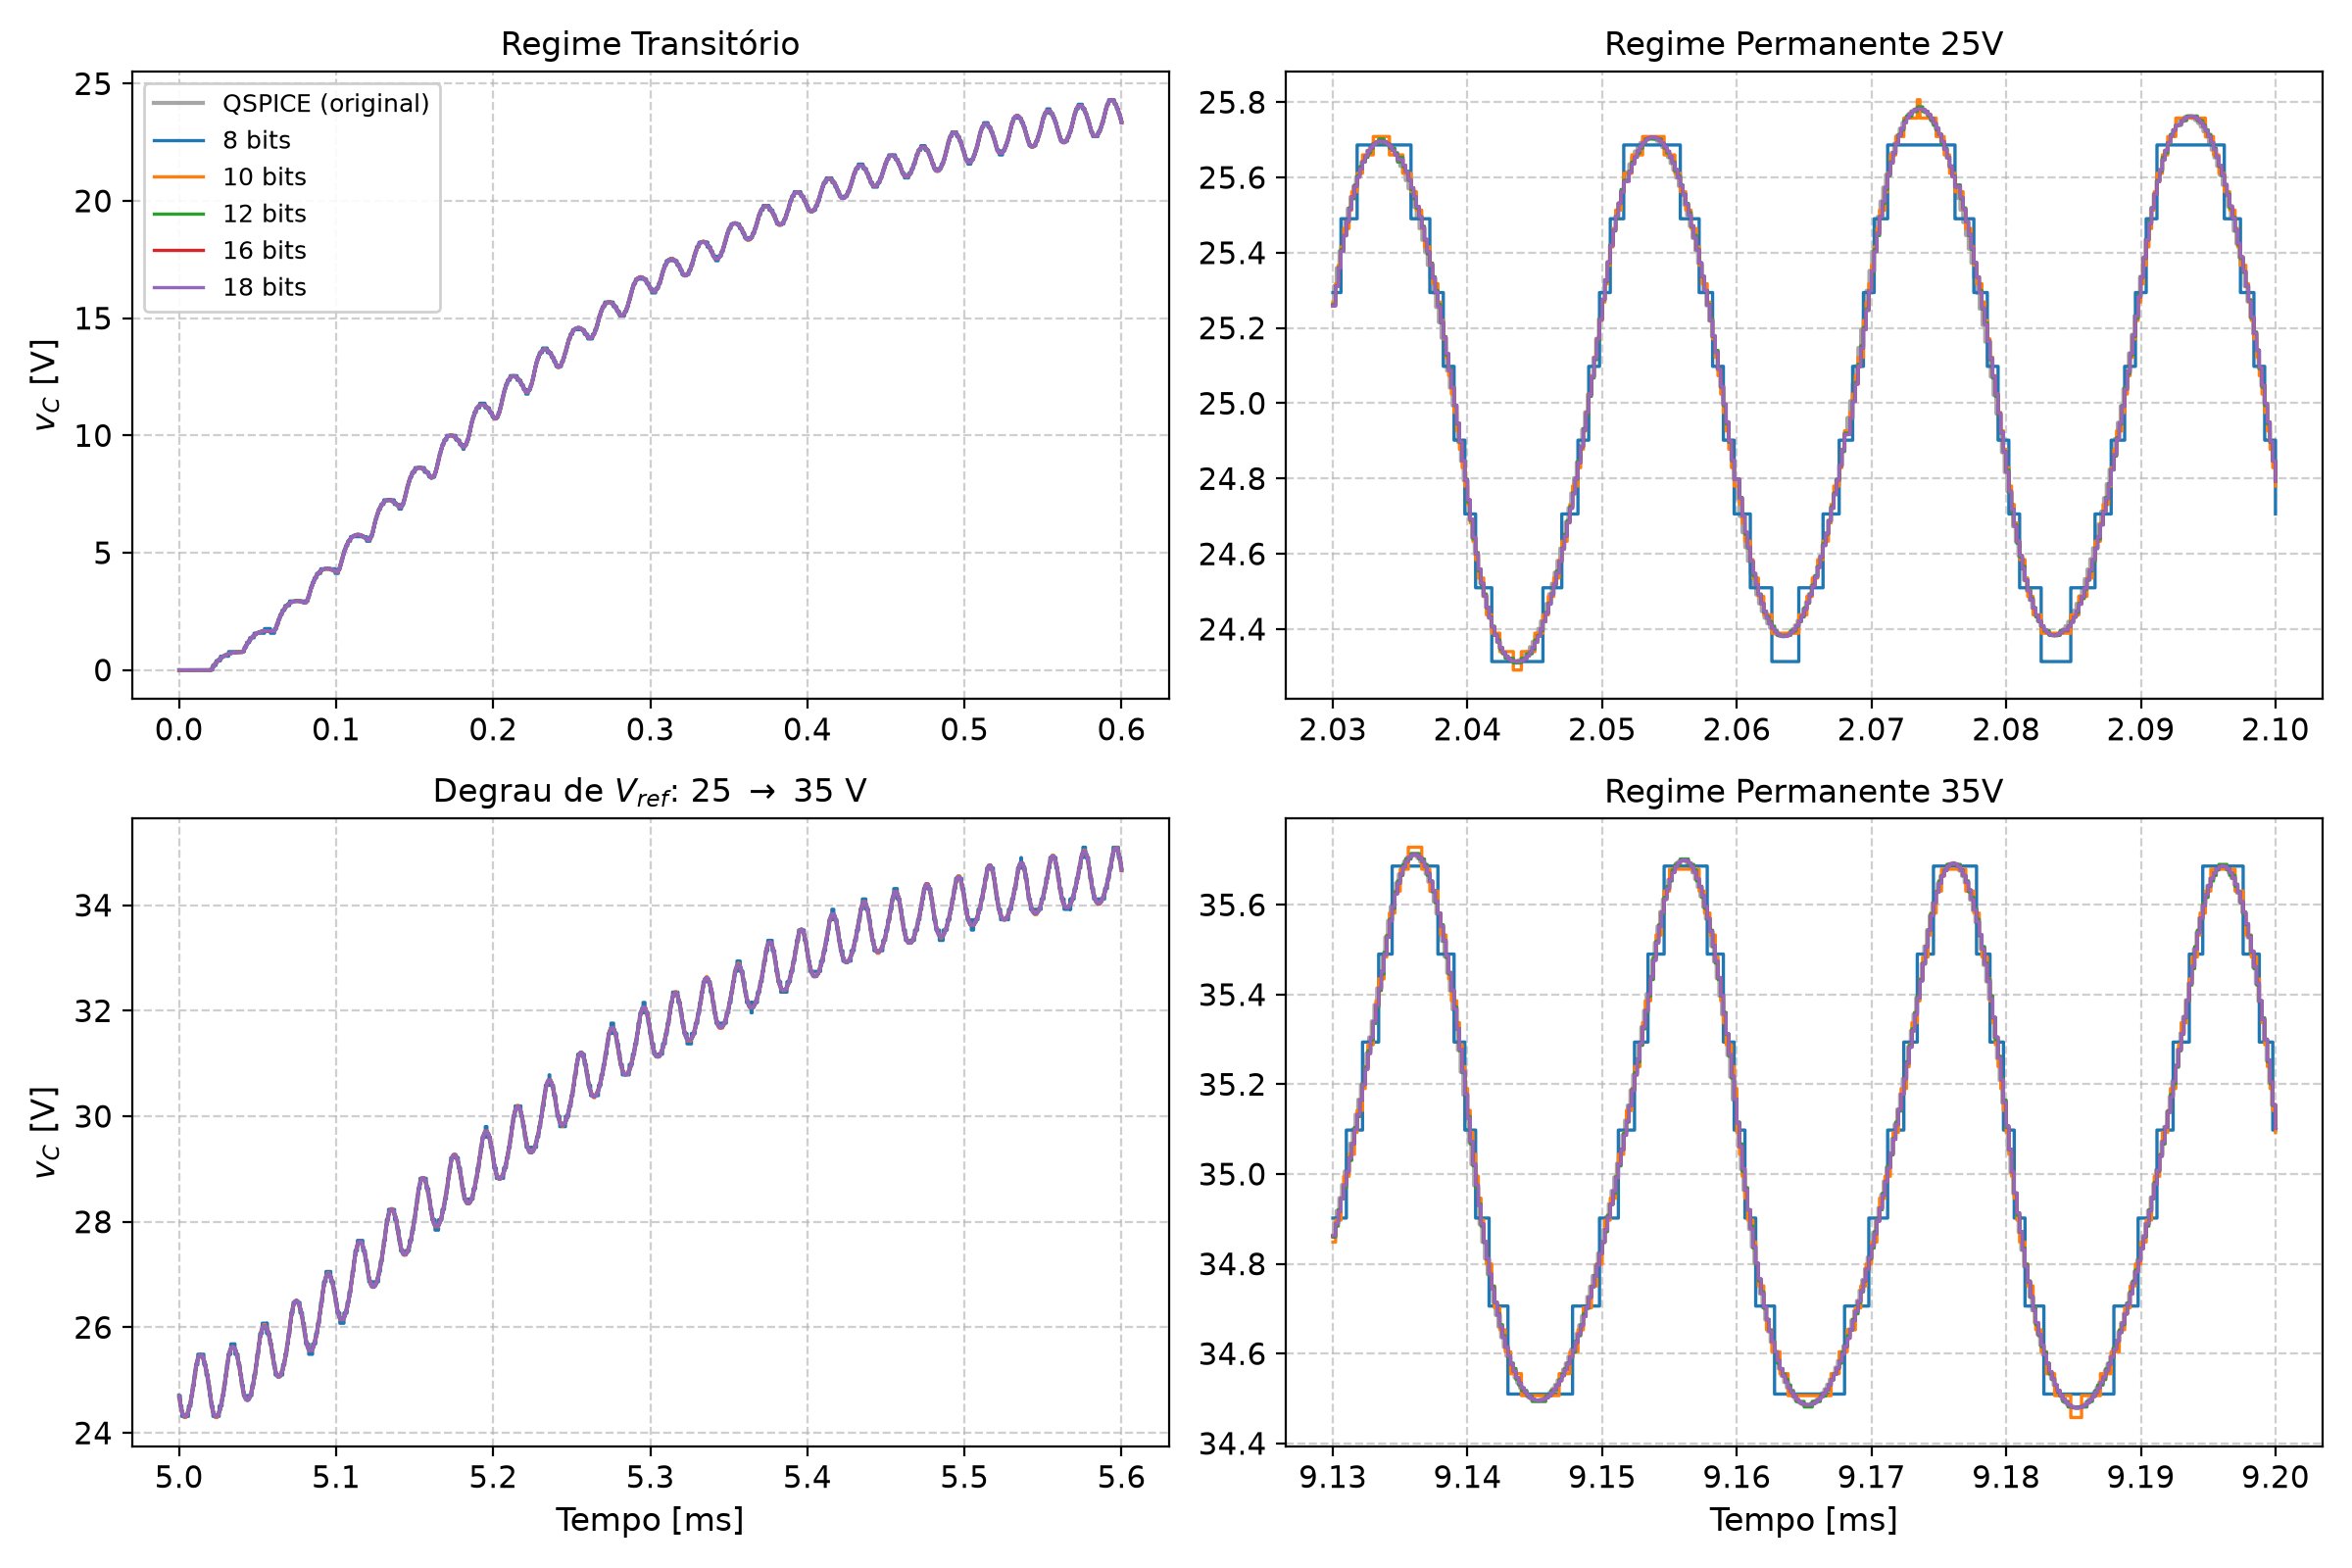 Regime Transitório
25
20
15
10
5
0
v_C [V]
QSPICE (original)
8 bits
10 bits
12 bits
16 bits
18 bits
0.0 0.1 0.2 0.3 0.4 0.5 0.6
Regime Permanente 25V
25.8
25.6
25.4
25.2
25.0
24.8
24.6
24.4
2.03 2.04 2.05 2.06 2.07 2.08 2.09 2.10
Degrau de V_ref: 25 → 35 V
34
32
30
28
26
24
v_C [V]
5.0 5.1 5.2 5.3 5.4 5.5 5.6
Tempo [ms]
Regime Permanente 35V
35.6
35.4
35.2
35.0
34.8
34.6
34.4
9.13 9.14 9.15 9.16 9.17 9.18 9.19 9.20
Tempo [ms]